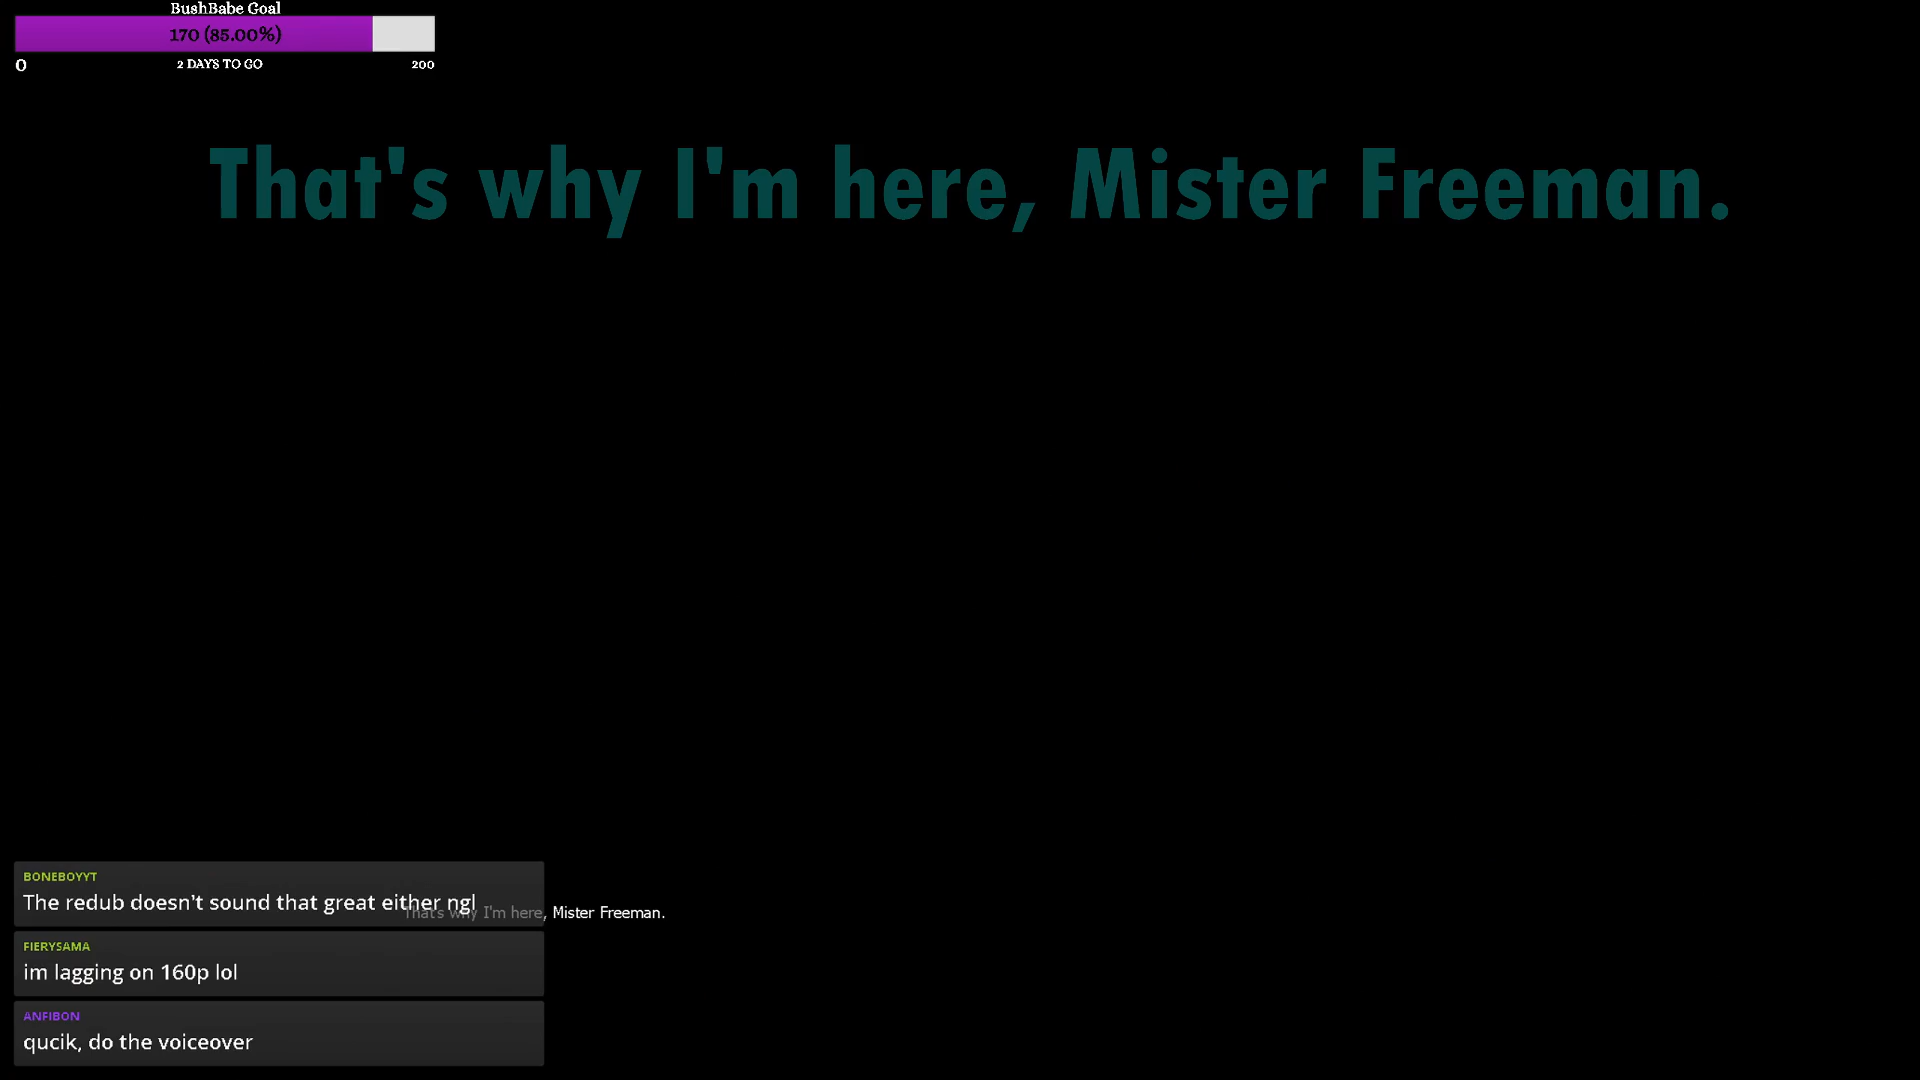 BushBabe Goal
170 (85.00%)
0 2 DAYS TO GO 200
That's why I'm here, Mister Freeman.
BONEBOYYT
The redub doesn't sound that great either ngl
That's why I'm here, Mister Freeman.
FIERYSAMA
im lagging on 160p lol
ANFIBON
qucik, do the voiceover